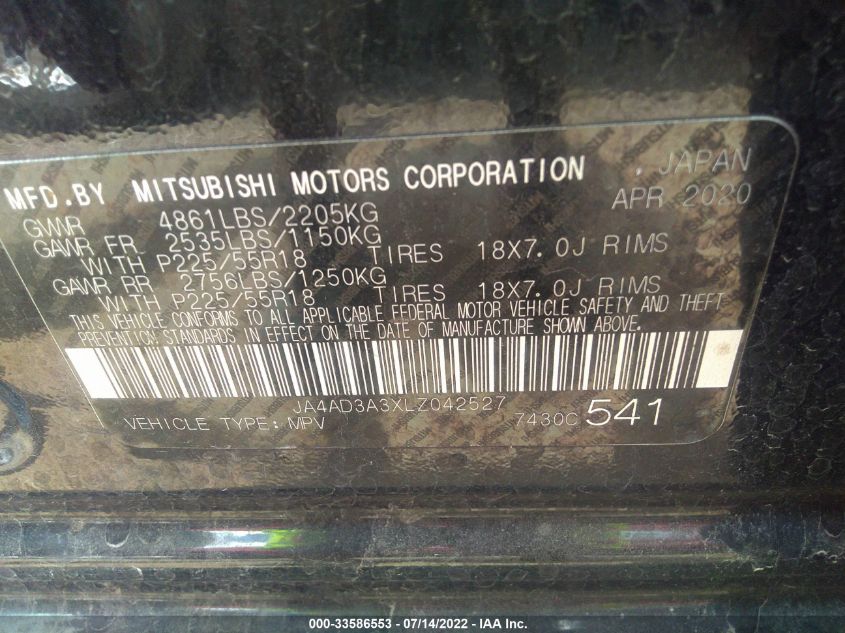 MFD.BY MITSUBISHI MOTORS CORPORATION , JAPAN
GWVR 4861LBS/2205KG APR 2020
GAWR FR 2535LBS/1150KG
WITH P225/55R18 TIRES 18X7.0J RIMS
GAWR RR 2756LBS/1250KG
WITH P225/55R18 TIRES 18X7.0J RIMS
THIS VEHICLE CONFORMS TO ALL APPLICABLE FEDERAL MOTOR VEHICLE SAFETY AND THEFT
PREVENTION STANDARDS IN EFFECT ON THE DATE OF MANUFACTURE SHOWN ABOVE.
JA4AD3A3XLZ042527
VEHICLE TYPE: MPV 7430C 541
000-33586553 — 07/14/2022 — IAA Inc.